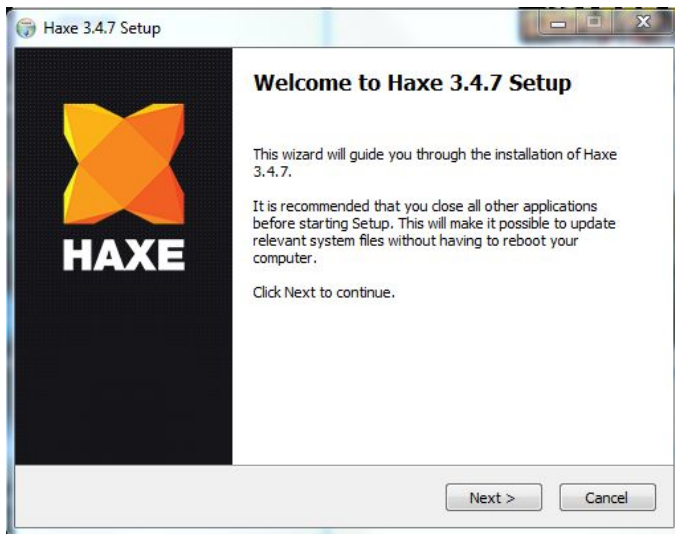 Haxe 3.4.7 Setup
Welcome to Haxe 3.4.7 Setup
This wizard will guide you through the installation of Haxe
3.4.7.
It is recommended that you close all other applications
before starting Setup. This will make it possible to update
relevant system files without having to reboot your
computer.
Click Next to continue.
HAXE
Next >
Cancel